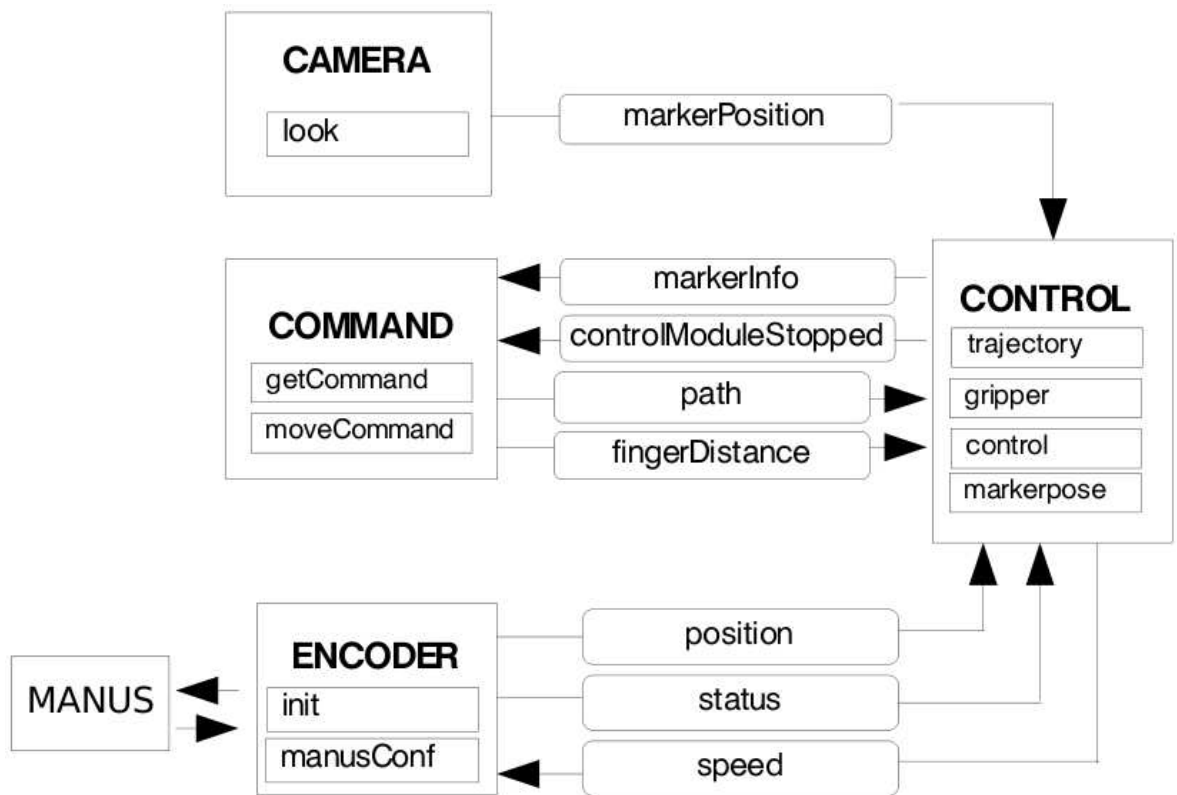 CAMERA
look
markerPosition
markerInfo
COMMAND
controlModuleStopped
getCommand
path
moveCommand
fingerDistance
CONTROL
trajectory
gripper
control
markerpose
MANUS
ENCODER
init
manusConf
position
status
speed